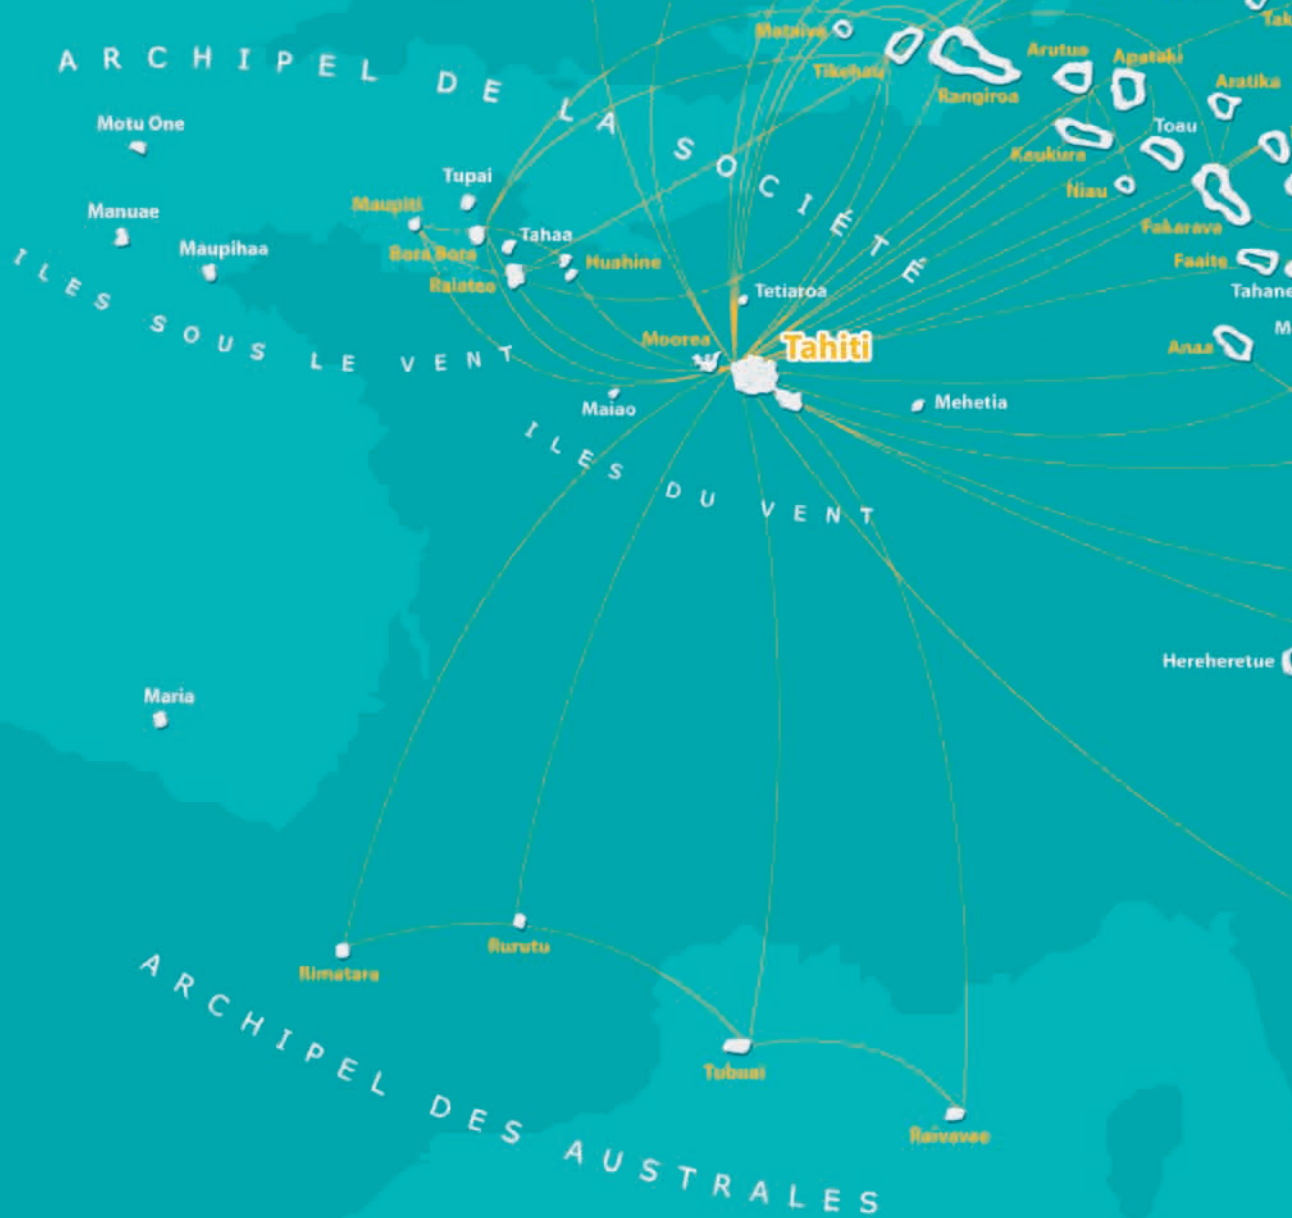 ARCHIPEL DE LA SOCIÉTÉ
Tak
Mataiva
Tikehau
Rangiroa
Arutua
Apataki
Aratika
Kaukura
Toau
Niau
Fakarava
Faaite
Tahane
M
Anaa
Motu One
Manuae
Maupihaa
Tupai
Maupiti
Bora Bora
Tahaa
Raiatea
Huahine
ILES SOUS LE VENT
Tetiaroa
Moorea
Tahiti
Maiao
Mehetia
ILES DU VENT
Hereheretue
Maria
Rimatara
Rurutu
Tubuai
Raivavae
ARCHIPEL DES AUSTRALES